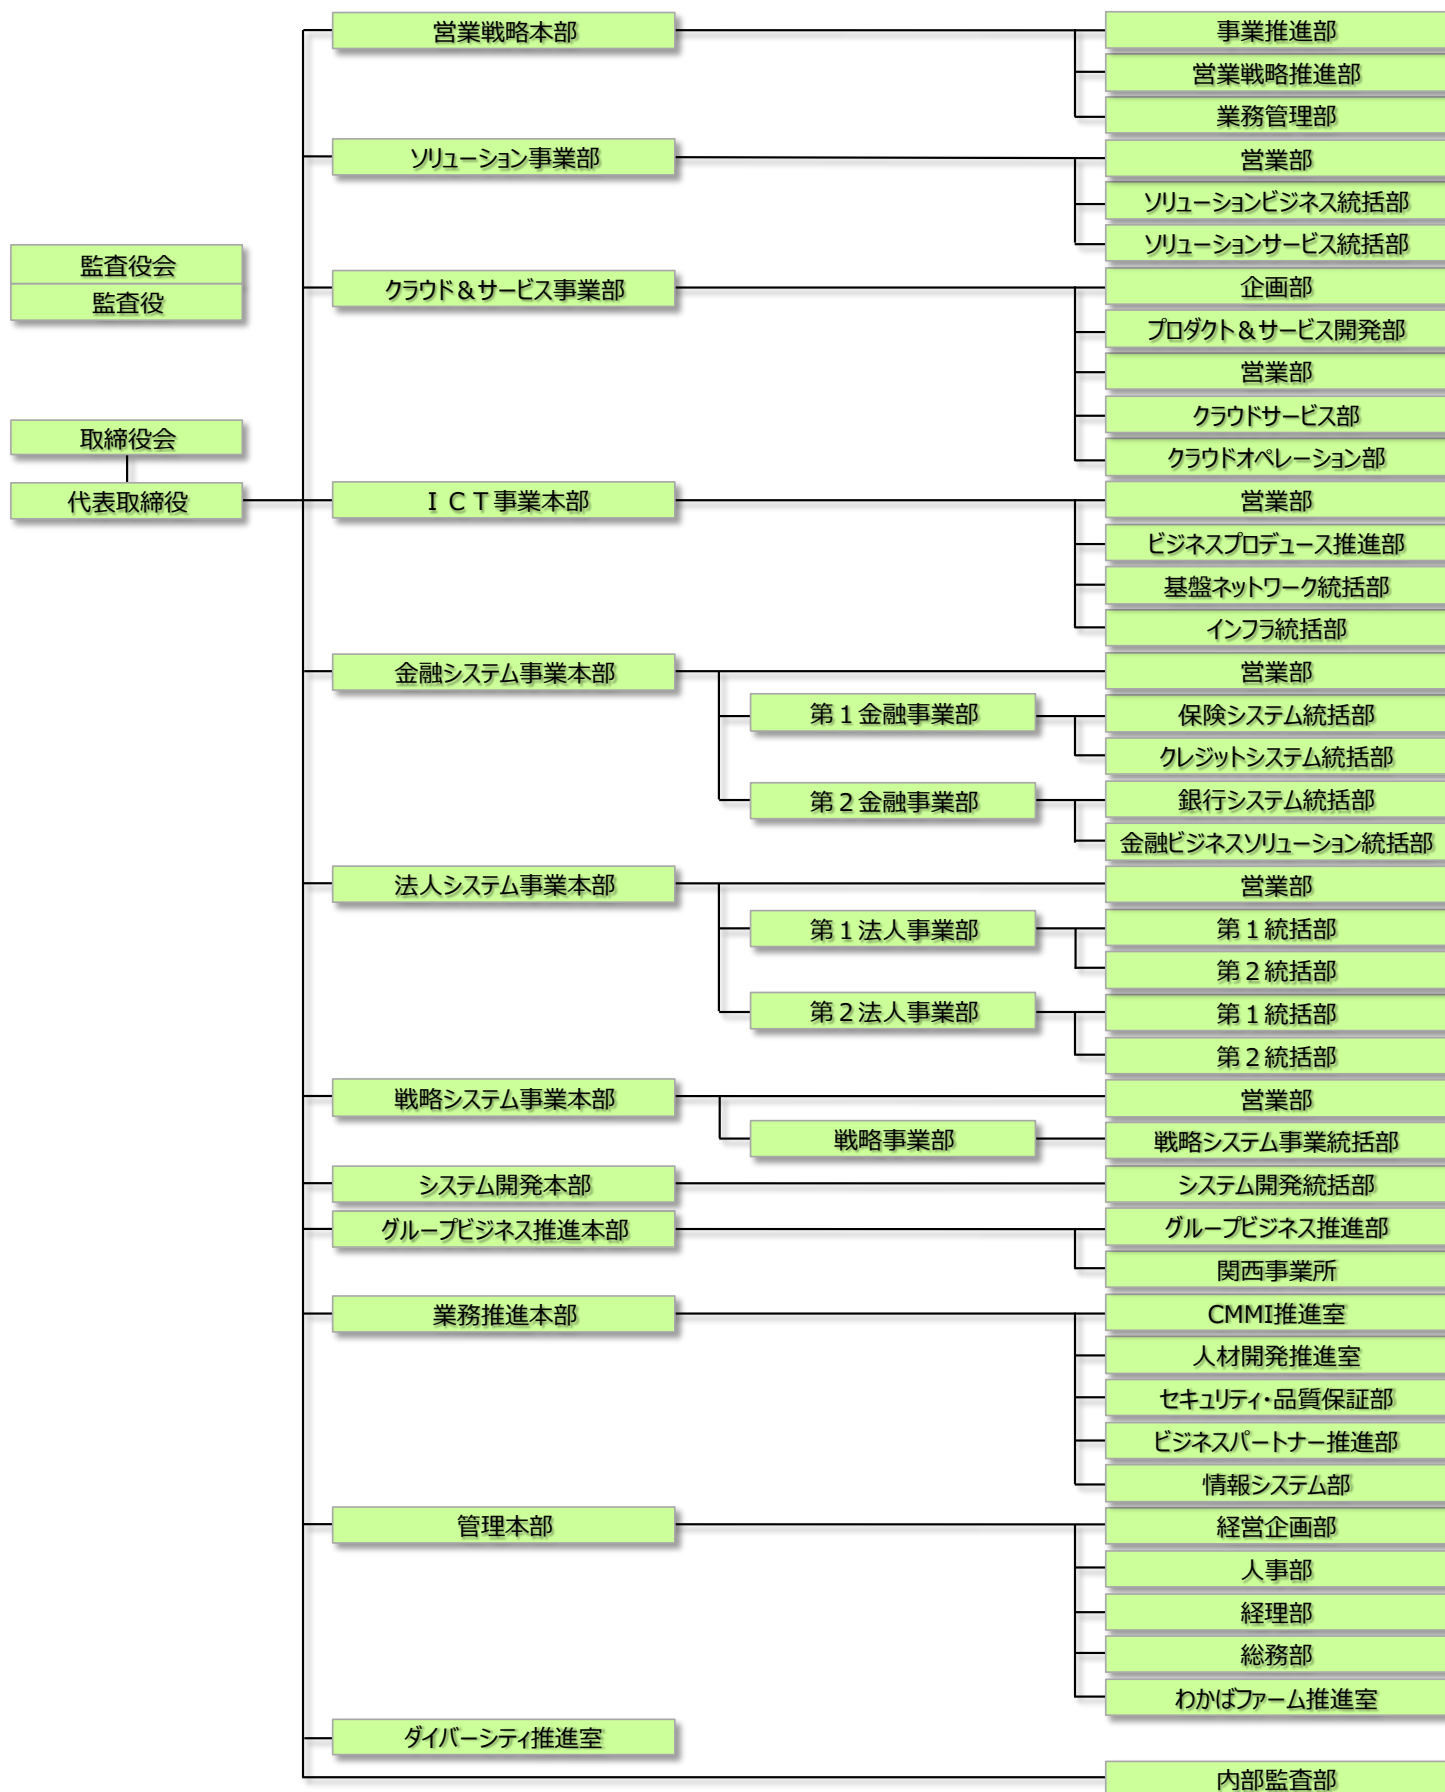 監査役会
監査役
取締役会
代表取締役
営業戦略本部
事業推進部
営業戦略推進部
業務管理部
ソリューション事業部
営業部
ソリューションビジネス統括部
ソリューションサービス統括部
クラウド＆サービス事業部
企画部
プロダクト＆サービス開発部
営業部
クラウドサービス部
クラウドオペレーション部
ＩＣＴ事業本部
営業部
ビジネスプロデュース推進部
基盤ネットワーク統括部
インフラ統括部
金融システム事業本部
営業部
第１金融事業部
保険システム統括部
クレジットシステム統括部
第２金融事業部
銀行システム統括部
金融ビジネスソリューション統括部
法人システム事業本部
営業部
第１法人事業部
第１統括部
第２統括部
第２法人事業部
第１統括部
第２統括部
戦略システム事業本部
営業部
戦略事業部
戦略システム事業統括部
システム開発本部
システム開発統括部
グループビジネス推進本部
グループビジネス推進部
関西事業所
業務推進本部
CMMI推進室
人材開発推進室
セキュリティ・品質保証部
ビジネスパートナー推進部
情報システム部
管理本部
経営企画部
人事部
経理部
総務部
わかばファーム推進室
ダイバーシティ推進室
内部監査部